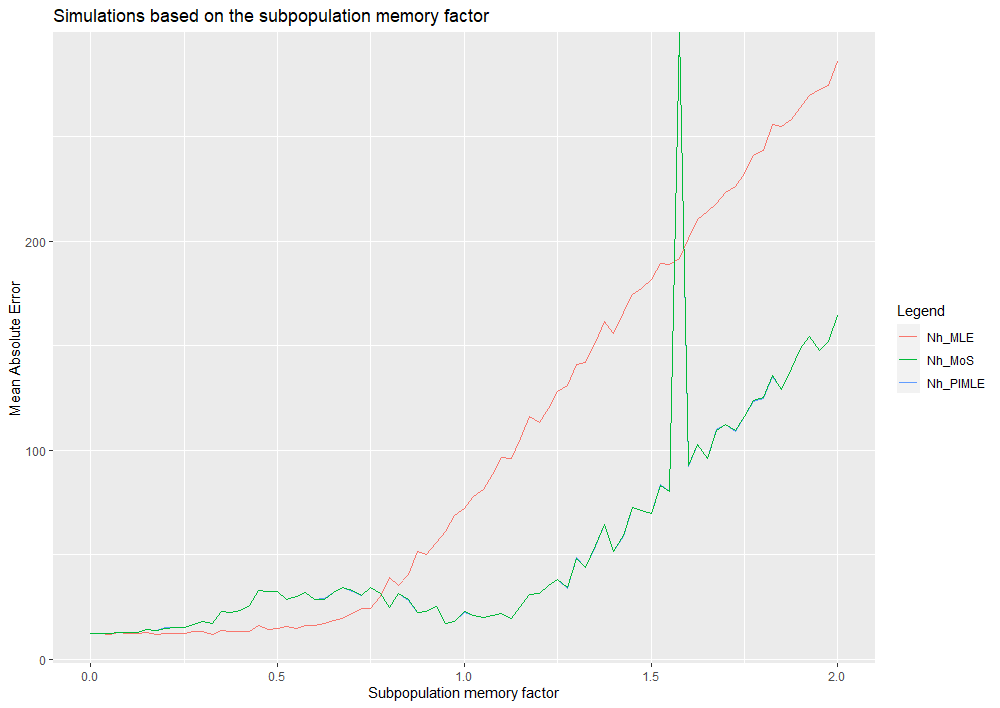 Simulations based on the subpopulation memory factor
Mean Absolute Error
200
100
0
0.0
0.5
1.0
1.5
2.0
Subpopulation memory factor
Legend
Nh_MLE
Nh_MoS
Nh_PIMLE